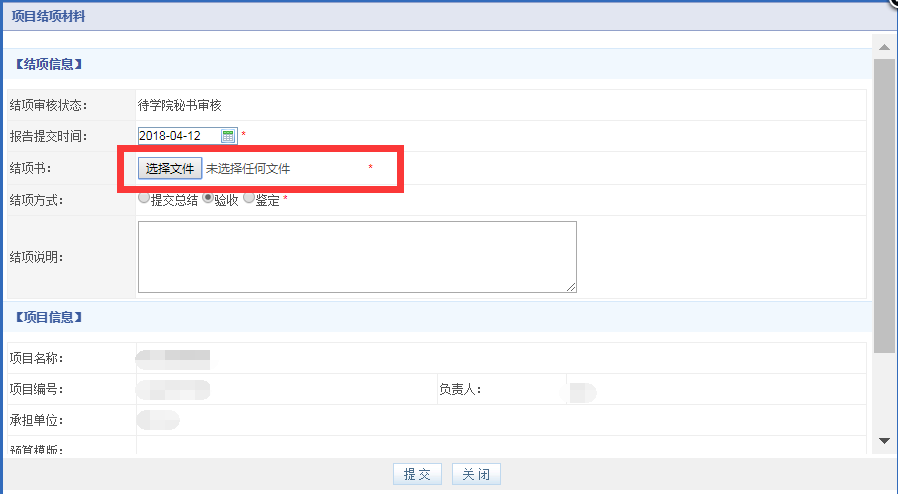 项目结项材料
【结项信息】
结项审核状态： 待学院秘书审核
报告提交时间： 2018-04-12 *
结项书： 选择文件 未选择任何文件 *
结项方式： 提交总结 验收 鉴定 *
结项说明：
【项目信息】
项目名称：
项目编号： 负责人：
承担单位：
预算模版：
提 交 关 闭